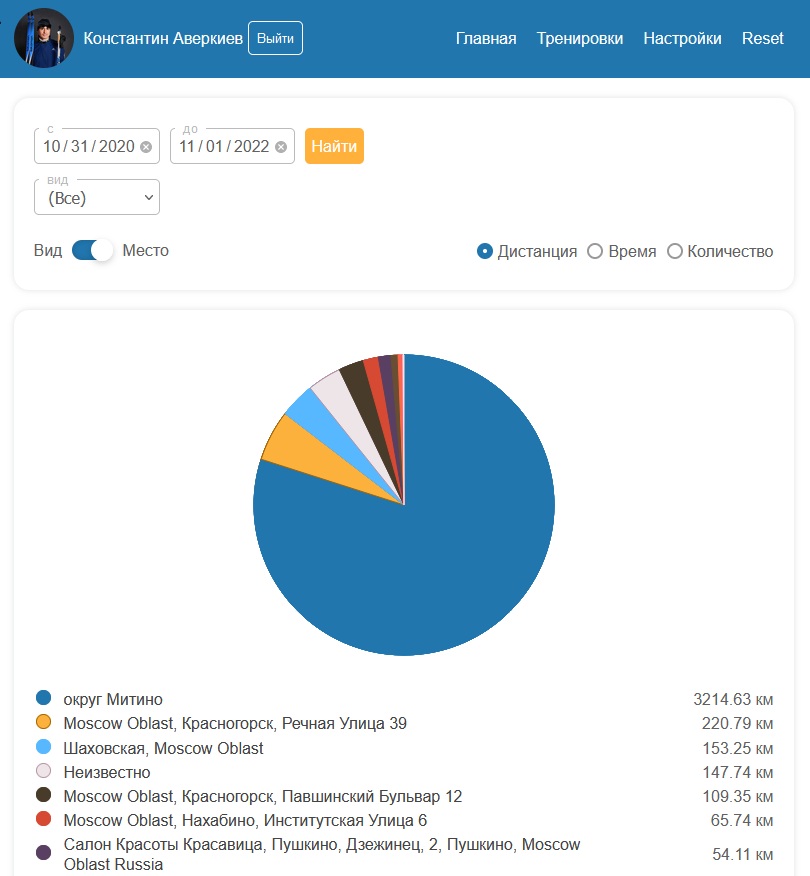 Константин Аверкиев Выйти Главная Тренировки Настройки Reset
с до
10/31/2020 11/01/2022 Найти
вид
(Все)
Вид Место Дистанция Время Количество
округ Митино 3214.63 км
Moscow Oblast, Красногорск, Речная Улица 39 220.79 км
Шаховская, Moscow Oblast 153.25 км
Неизвестно 147.74 км
Moscow Oblast, Красногорск, Павшинский Бульвар 12 109.35 км
Moscow Oblast, Нахабино, Институтская Улица 6 65.74 км
Салон Красоты Красавица, Пушкино, Дзежинец, 2, Пушкино, Moscow
Oblast Russia 54.11 км